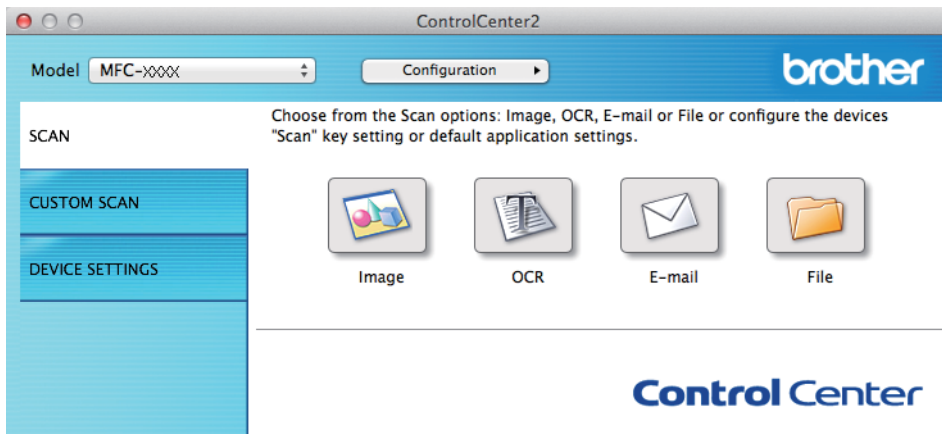 ControlCenter2
Model MFC-XXXX Configuration
brother
SCAN
CUSTOM SCAN
DEVICE SETTINGS
Choose from the Scan options: Image, OCR, E-mail or File or configure the devices
"Scan" key setting or default application settings.
Image OCR E-mail File
Control Center